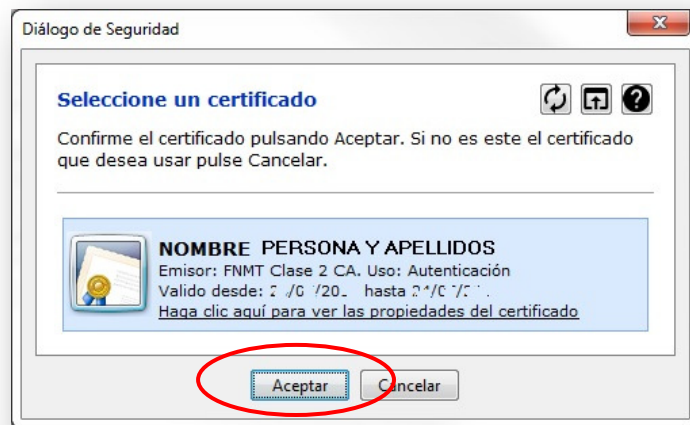 Diálogo de Seguridad
Seleccione un certificado
Confirme el certificado pulsando Aceptar. Si no es este el certificado
que desea usar pulse Cancelar.
NOMBRE PERSONA Y APELLIDOS
Emisor: FNMT Clase 2 CA. Uso: Autenticación
Valido desde: hasta
Haga clic aquí para ver las propiedades del certificado
Aceptar Cancelar